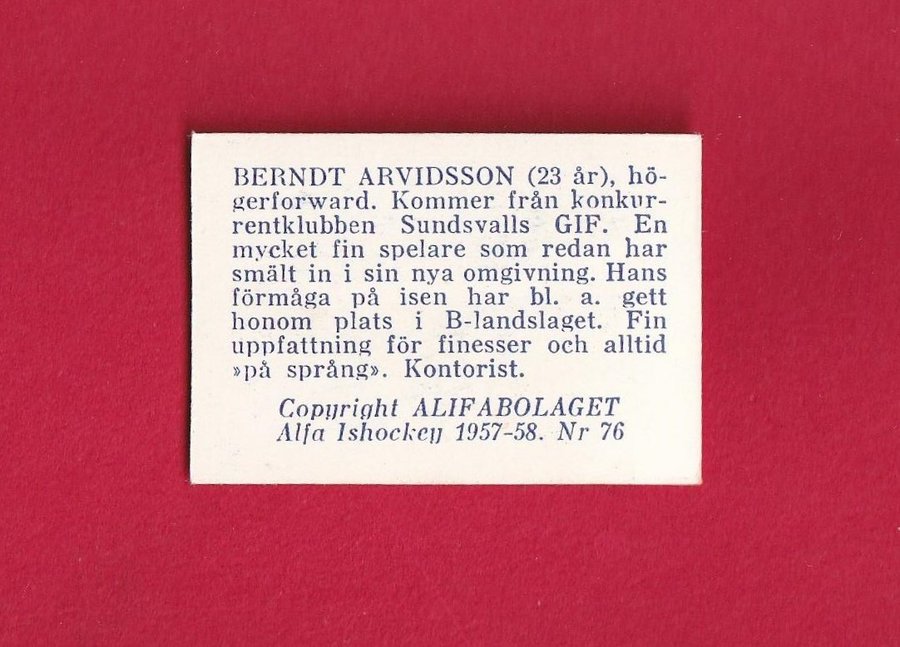 BERNDT ARVIDSSON (23 år), hö-
gerforward. Kommer från konkur-
rentklubben Sundsvalls GIF. En
mycket fin spelare som redan har
smält in i sin nya omgivning. Hans
förmåga på isen har bl. a. gett
honom plats i B-landslaget. Fin
uppfattning för finesser och alltid
»på språng». Kontorist.
Copyright ALIFABOLAGET
Alfa Ishockey 1957-58. Nr 76